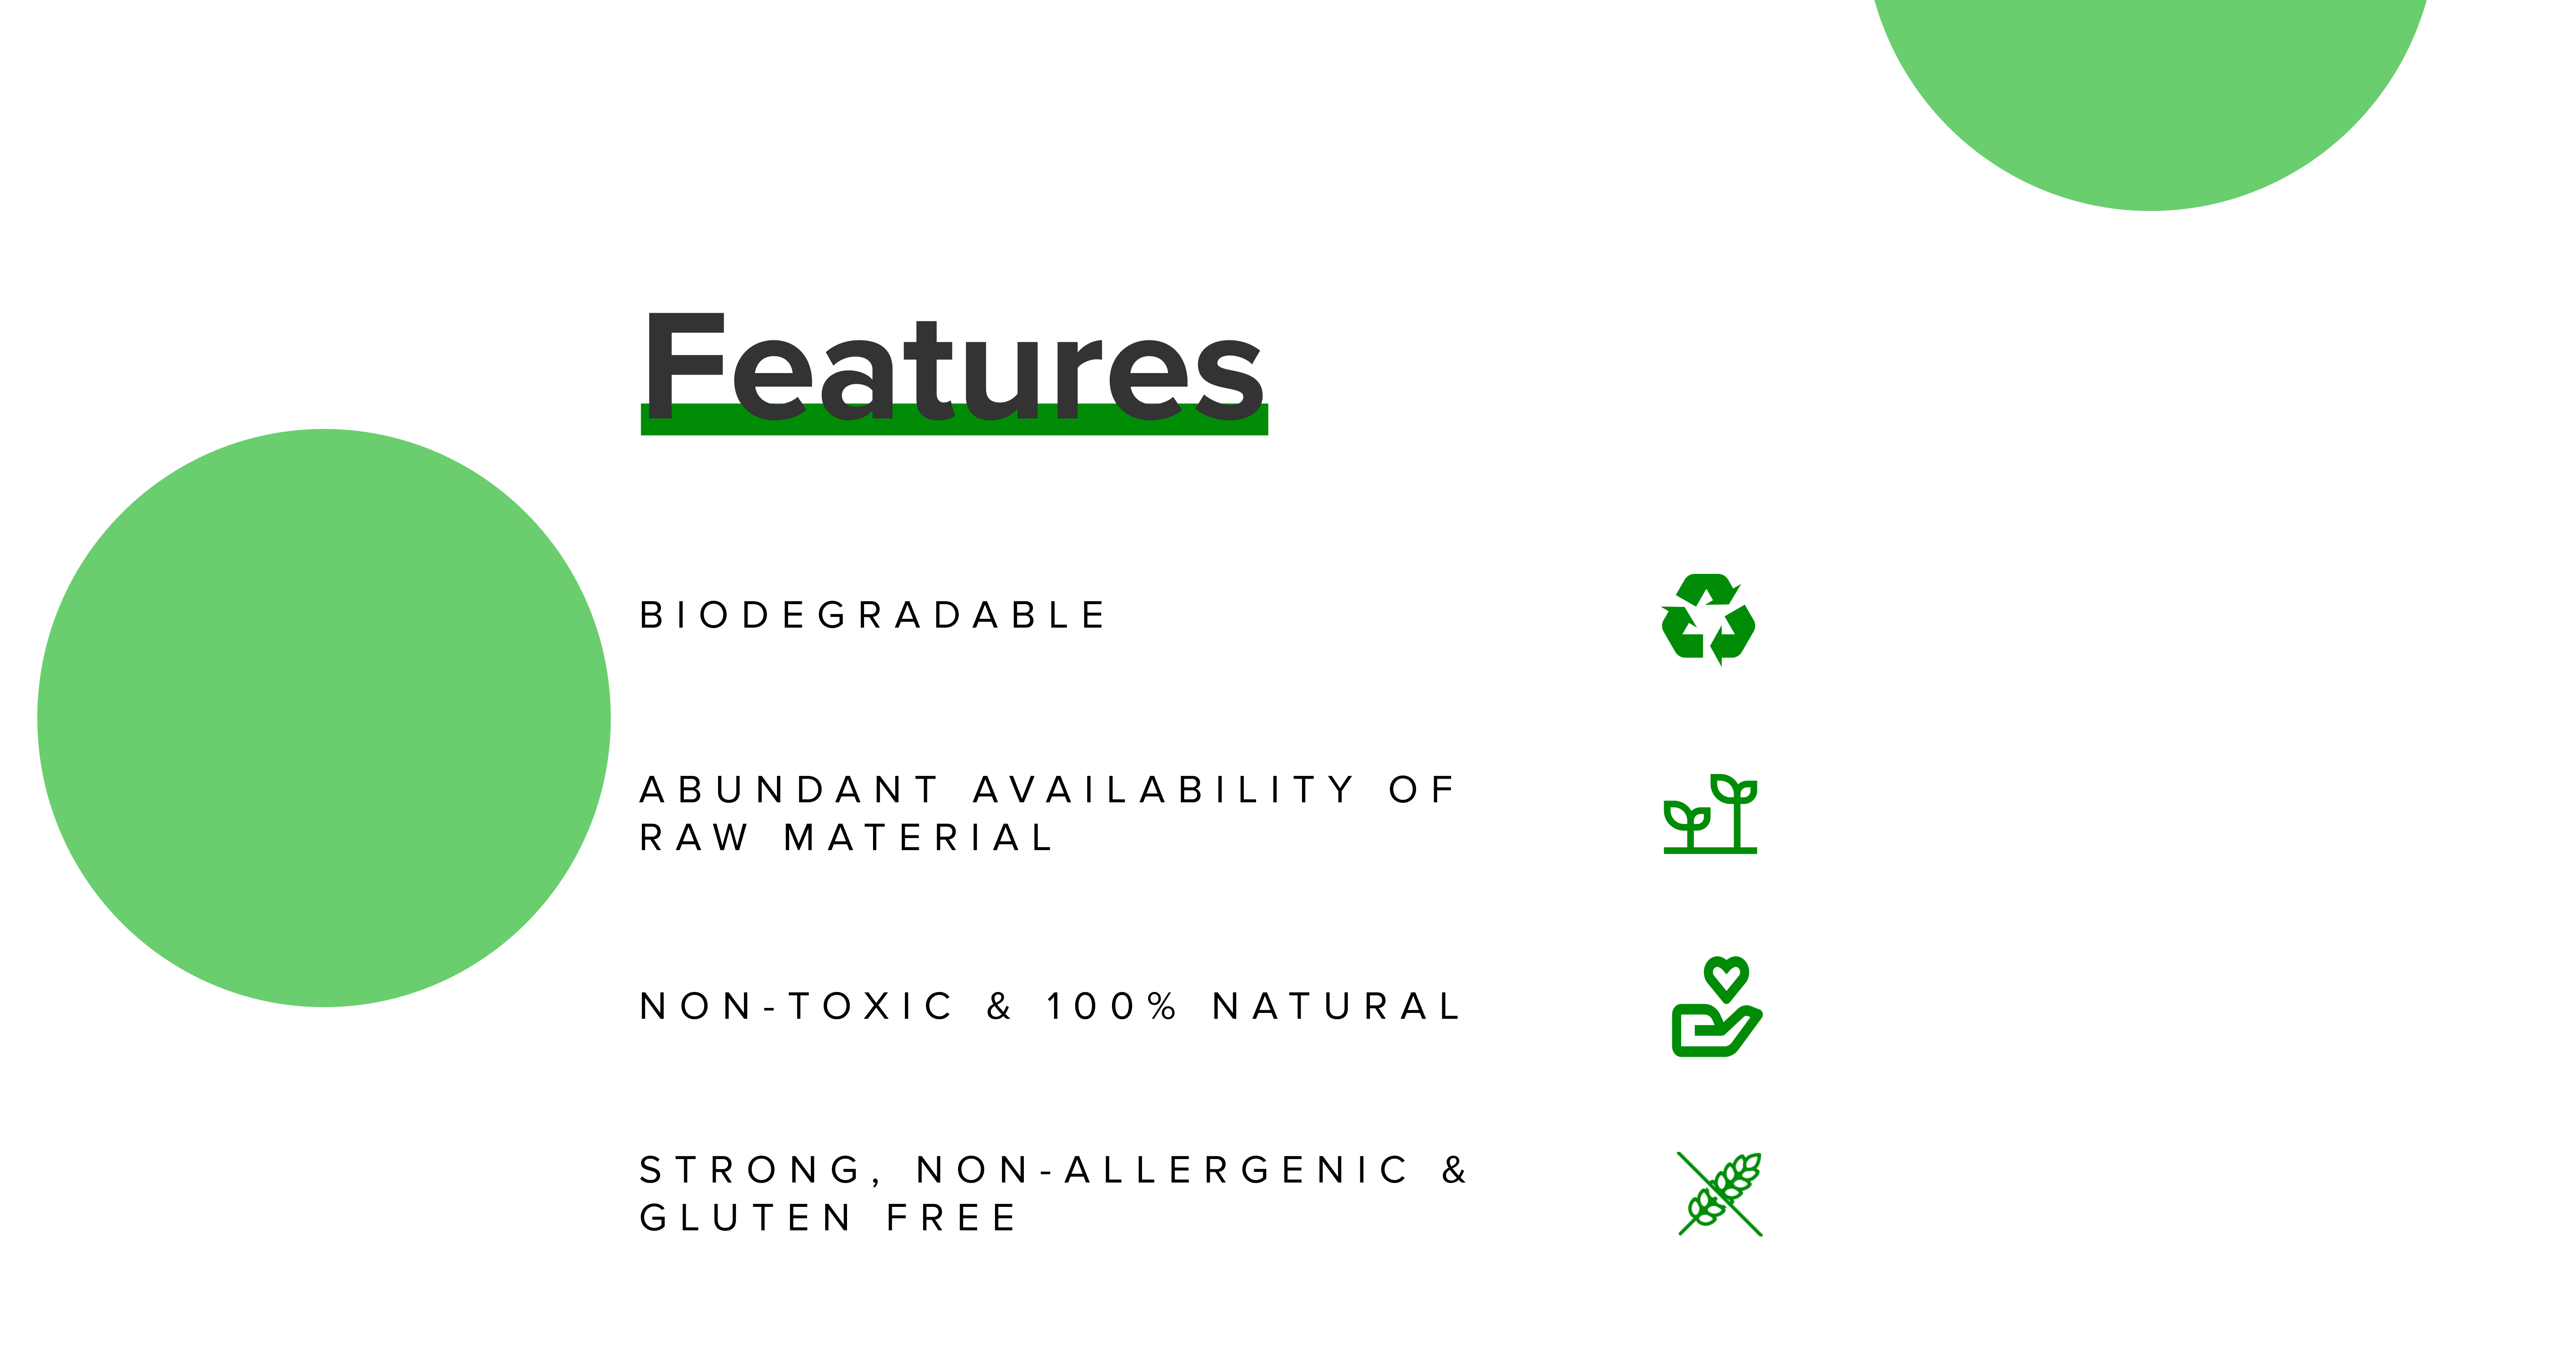 Features
BIODEGRADABLE
ABUNDANT AVAILABILITY OF
RAW MATERIAL
NON-TOXIC & 100% NATURAL
STRONG, NON-ALLERGENIC &
GLUTEN FREE